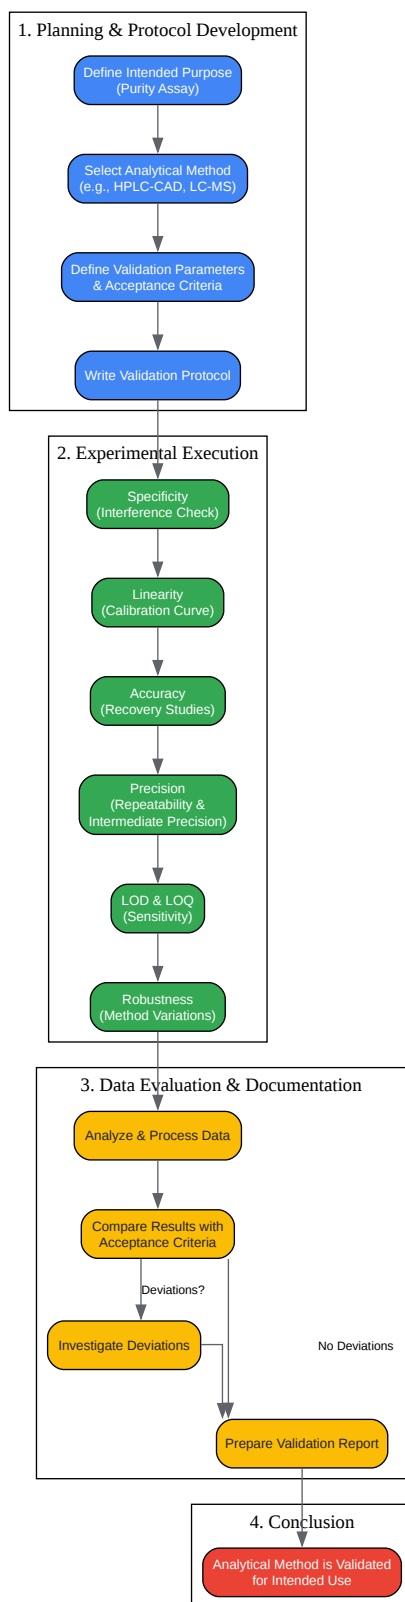 1. Planning & Protocol Development
Define Intended Purpose
(Purity Assay)
Select Analytical Method
(e.g., HPLC-CAD, LC-MS)
Define Validation Parameters
& Acceptance Criteria
Write Validation Protocol
2. Experimental Execution
Specificity
(Interference Check)
Linearity
(Calibration Curve)
Accuracy
(Recovery Studies)
Precision
(Repeatability &
Intermediate Precision)
LOD & LOQ
(Sensitivity)
Robustness
(Method Variations)
3. Data Evaluation & Documentation
Analyze & Process Data
Compare Results with
Acceptance Criteria
Deviations?
Investigate Deviations
No Deviations
Prepare Validation Report
4. Conclusion
Analytical Method is Validated
for Intended Use